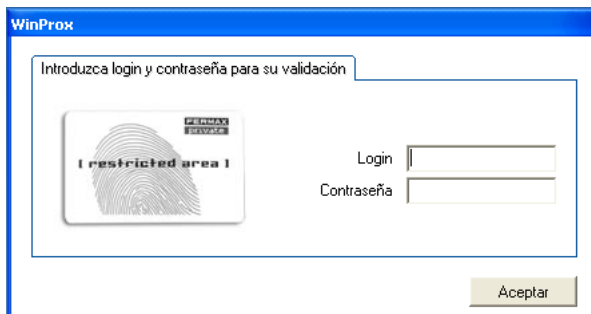 WinProx
Introduzca login y contraseña para su validación
FERMAX
private
[ restricted area ]
Login
Contraseña
Aceptar